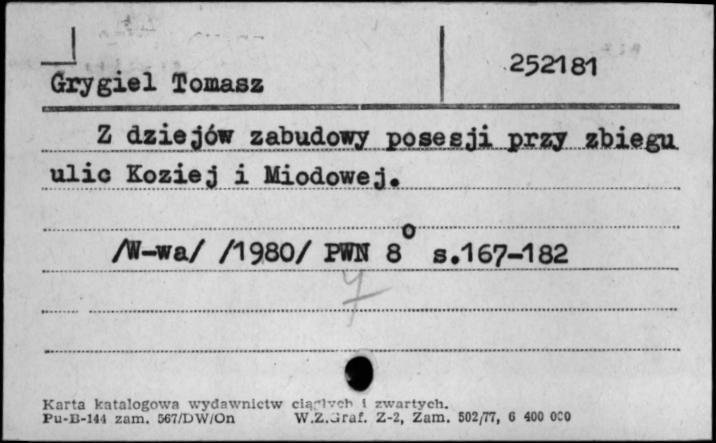 252181
Grygiel Tomasz
Z dziejów zabudowy posesji przy zbiegu
ulic Koziej i Miodowej.
/W-wa/ /1980/ PWN 8° s.167-182
Karta katalogowa wydawnictw ciągłych i zwartych.
Pu-B-144 zam. 567/DW/On W.Z.Graf. Z-2, Zam. 502/77, 6 400 000